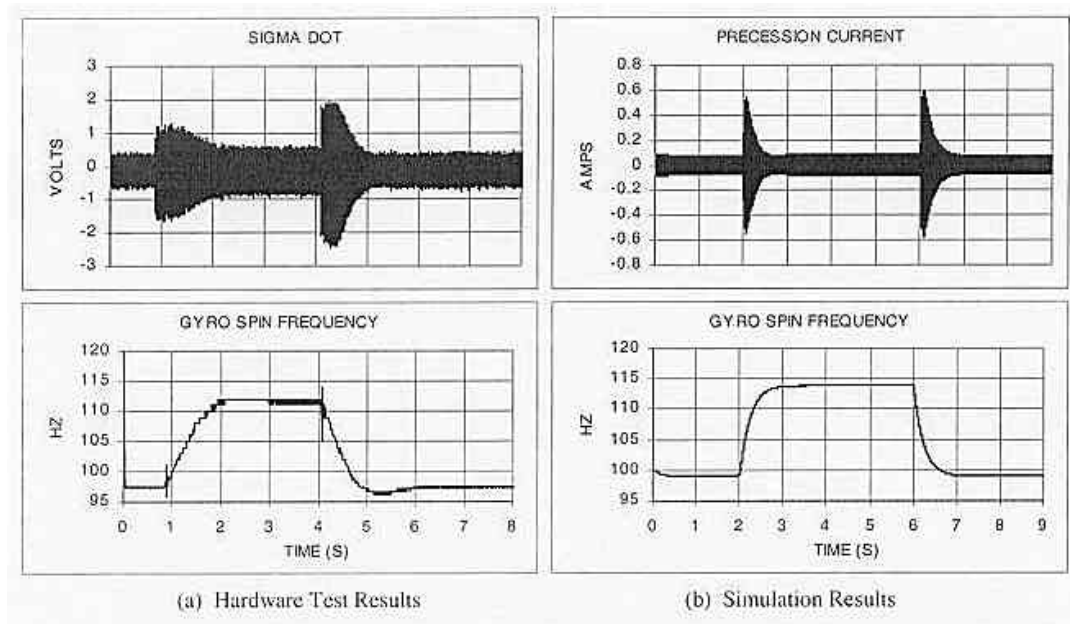 SIGMA DOT
3
2
1
0
-1
-2
-3
VOLTS
GYRO SPIN FREQUENCY
120
115
110
105
100
95
HZ
0 1 2 3 4 5 6 7 8
TIME (S)
(a) Hardware Test Results
PRECESSION CURRENT
0.8
0.6
0.4
0.2
0
-0.2
-0.4
-0.6
-0.8
AMPS
GYRO SPIN FREQUENCY
120
115
110
105
100
95
HZ
0 1 2 3 4 5 6 7 8 9
TIME (S)
(b) Simulation Results